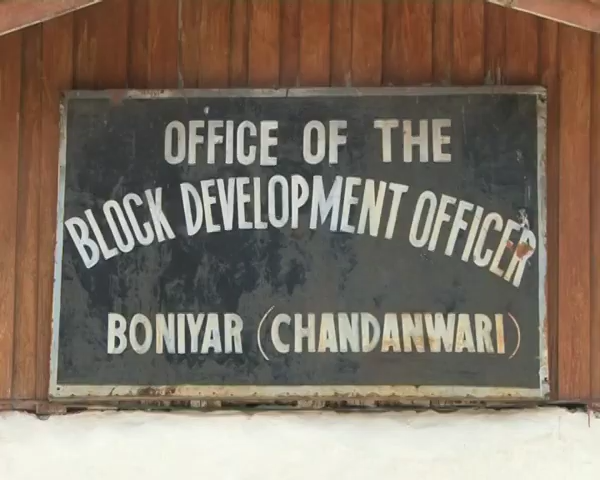 OFFICE OF THE
BLOCK DEVELOPMENT OFFICER
BONIYAR (CHANDANWARI)